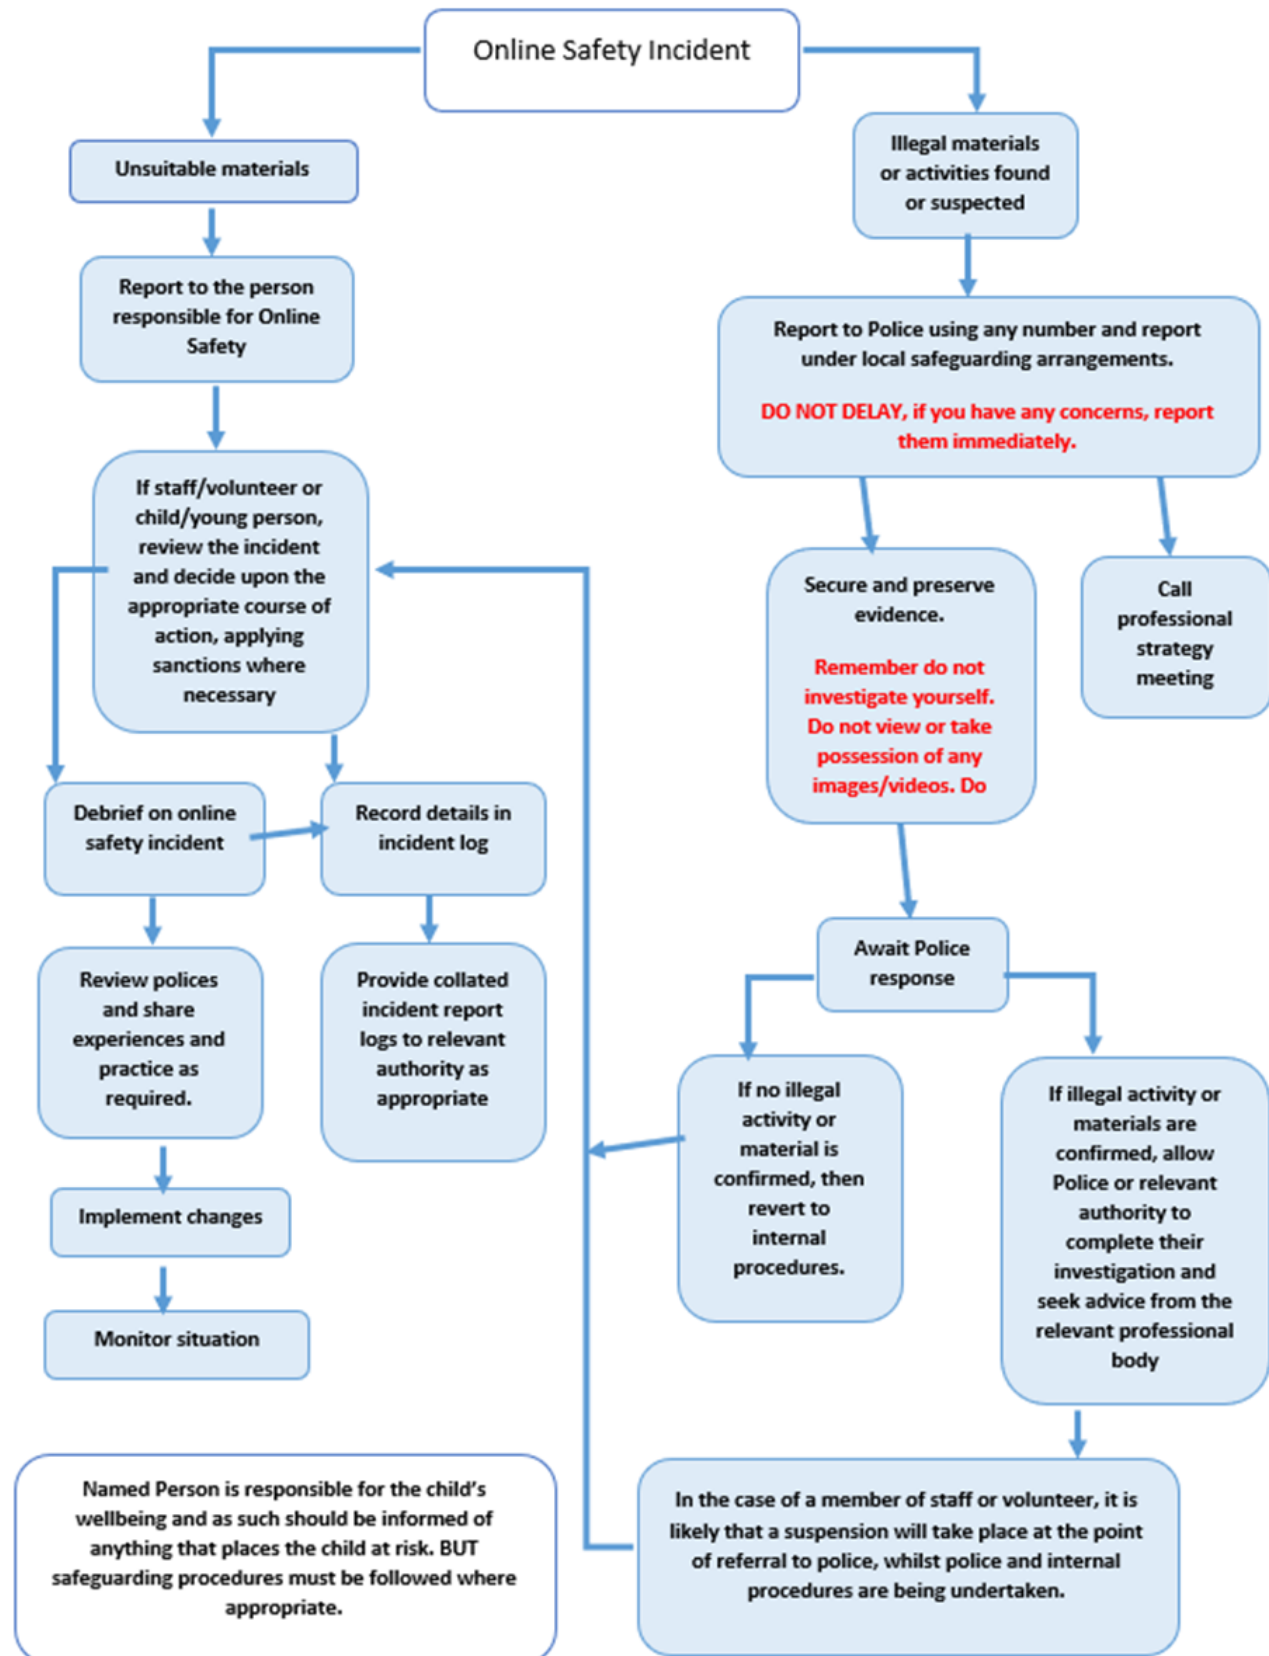 Online Safety Incident
Unsuitable materials
Report to the person
responsible for Online
Safety
If staff/volunteer or
child/young person,
review the incident
and decide upon the
appropriate course of
action, applying
sanctions where
necessary
Debrief on online
safety incident
Record details in
incident log
Review polices
and share
experiences and
practice as
required.
Provide collated
incident report
logs to relevant
authority as
appropriate
Implement changes
Monitor situation
Illegal materials
or activities found
or suspected
Report to Police using any number and report
under local safeguarding arrangements.
DO NOT DELAY, if you have any concerns, report
them immediately.
Secure and preserve
evidence.
Remember do not
investigate yourself.
Do not view or take
possession of any
images/videos. Do
Call
professional
strategy
meeting
Await Police
response
If no illegal
activity or
material is
confirmed, then
revert to
internal
procedures.
If illegal activity or
materials are
confirmed, allow
Police or relevant
authority to
complete their
investigation and
seek advice from the
relevant professional
body
In the case of a member of staff or volunteer, it is
likely that a suspension will take place at the point
of referral to police, whilst police and internal
procedures are being undertaken.
Named Person is responsible for the child’s
wellbeing and as such should be informed of
anything that places the child at risk. BUT
safeguarding procedures must be followed where
appropriate.